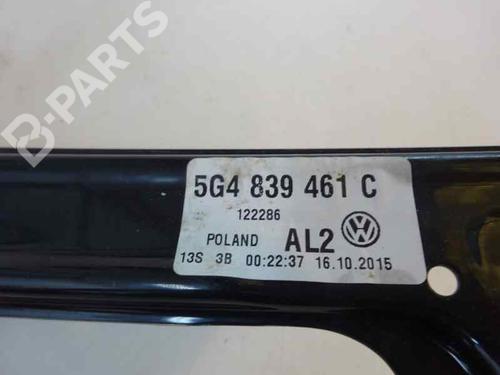 B-PARTS
5G4 839 461 C
122286
POLAND AL2
13S 3B 00:22:37 16.10.2015